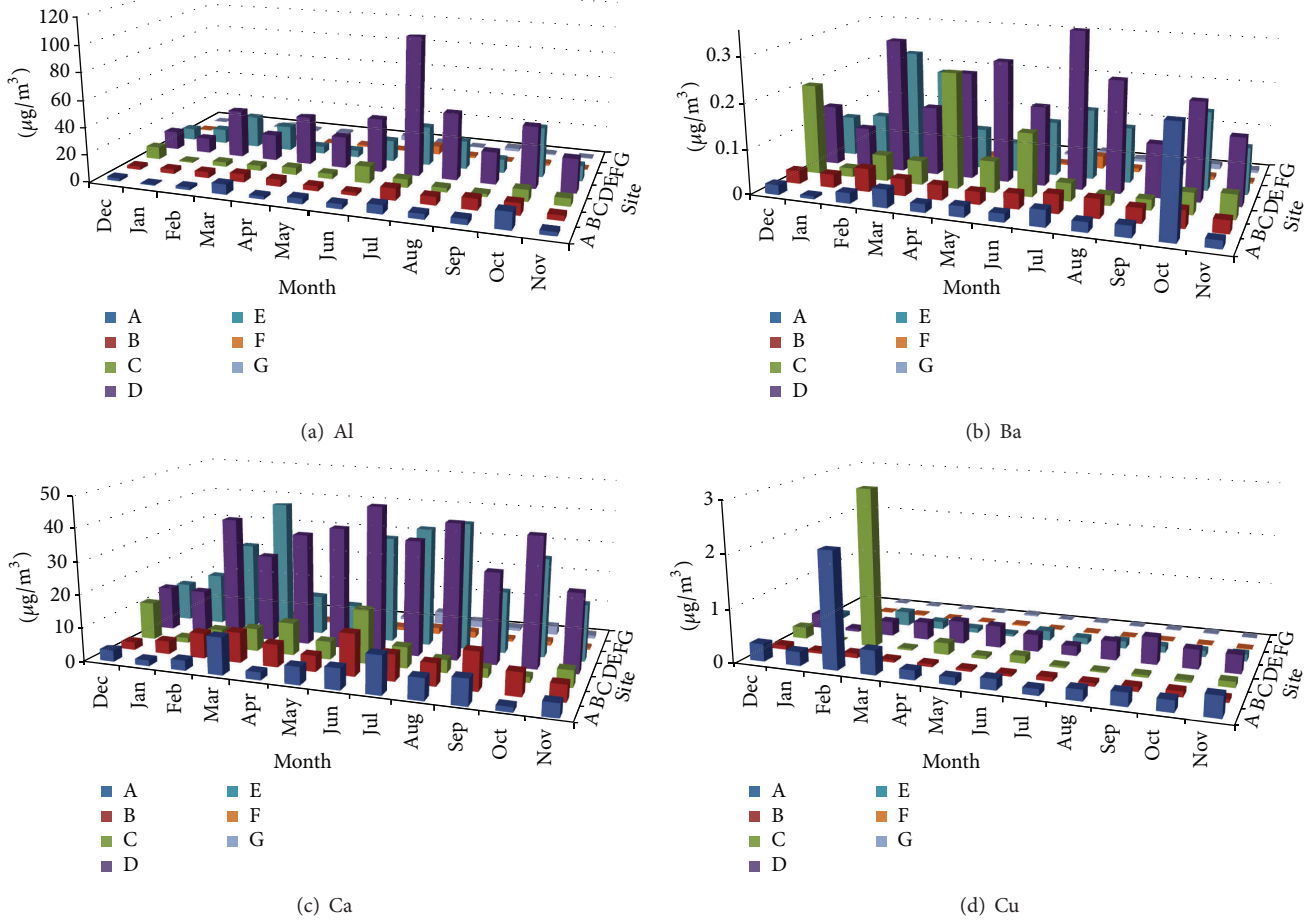 120
100
80
60
40
20
0
(μg/m³)
Dec
Jan
Feb
Mar
Apr
May
Jun
Jul
Aug
Sep
Oct
Nov
A
B
C
D
E
F
G
Site
Month
A
B
C
D
E
F
G
(a) Al
0.3
0.2
0.1
0
(μg/m³)
Dec
Jan
Feb
Mar
Apr
May
Jun
Jul
Aug
Sep
Oct
Nov
A
B
C
D
E
F
G
Site
Month
A
B
C
D
E
F
G
(b) Ba
50
40
30
20
10
0
(μg/m³)
Dec
Jan
Feb
Mar
Apr
May
Jun
Jul
Aug
Sep
Oct
Nov
A
B
C
D
E
F
G
Site
Month
A
B
C
D
E
F
G
(c) Ca
3
2
1
0
(μg/m³)
Dec
Jan
Feb
Mar
Apr
May
Jun
Jul
Aug
Sep
Oct
Nov
A
B
C
D
E
F
G
Site
Month
A
B
C
D
E
F
G
(d) Cu